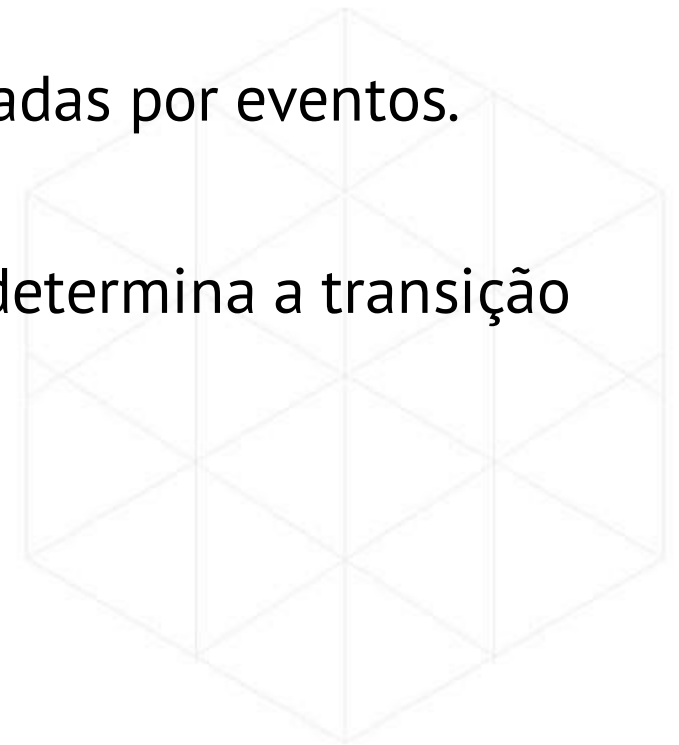 adas por eventos.
determina a transição